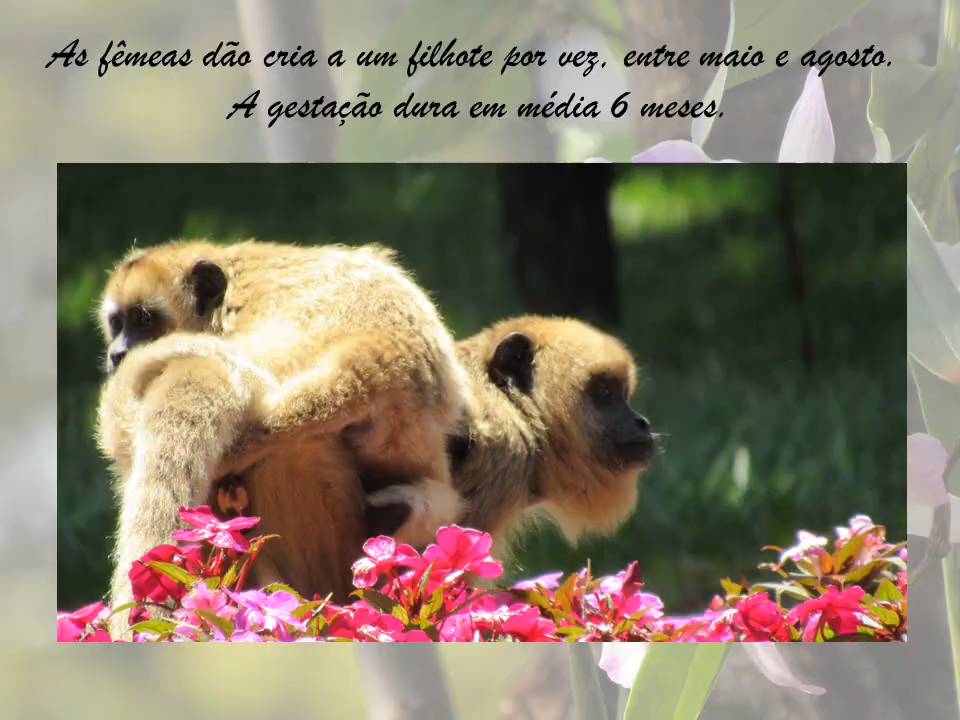 As fêmeas dão cria a um filhote por vez, entre maio e agosto.
A gestação dura em média 6 meses.